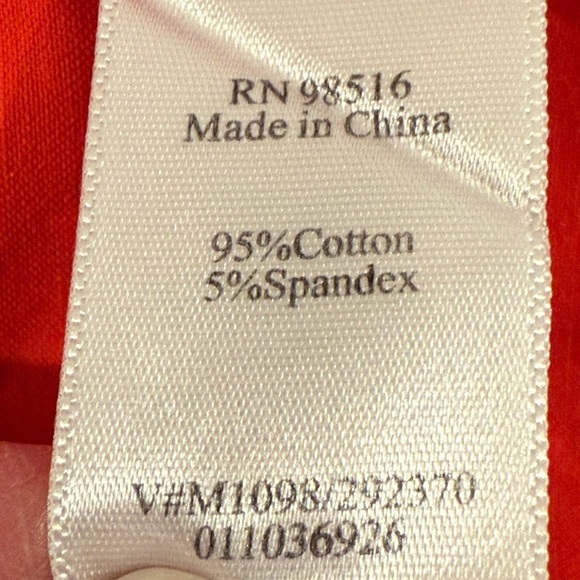 RN 98516
Made in China
95%Cotton
5%Spandex
V#M1098/292370
011036926